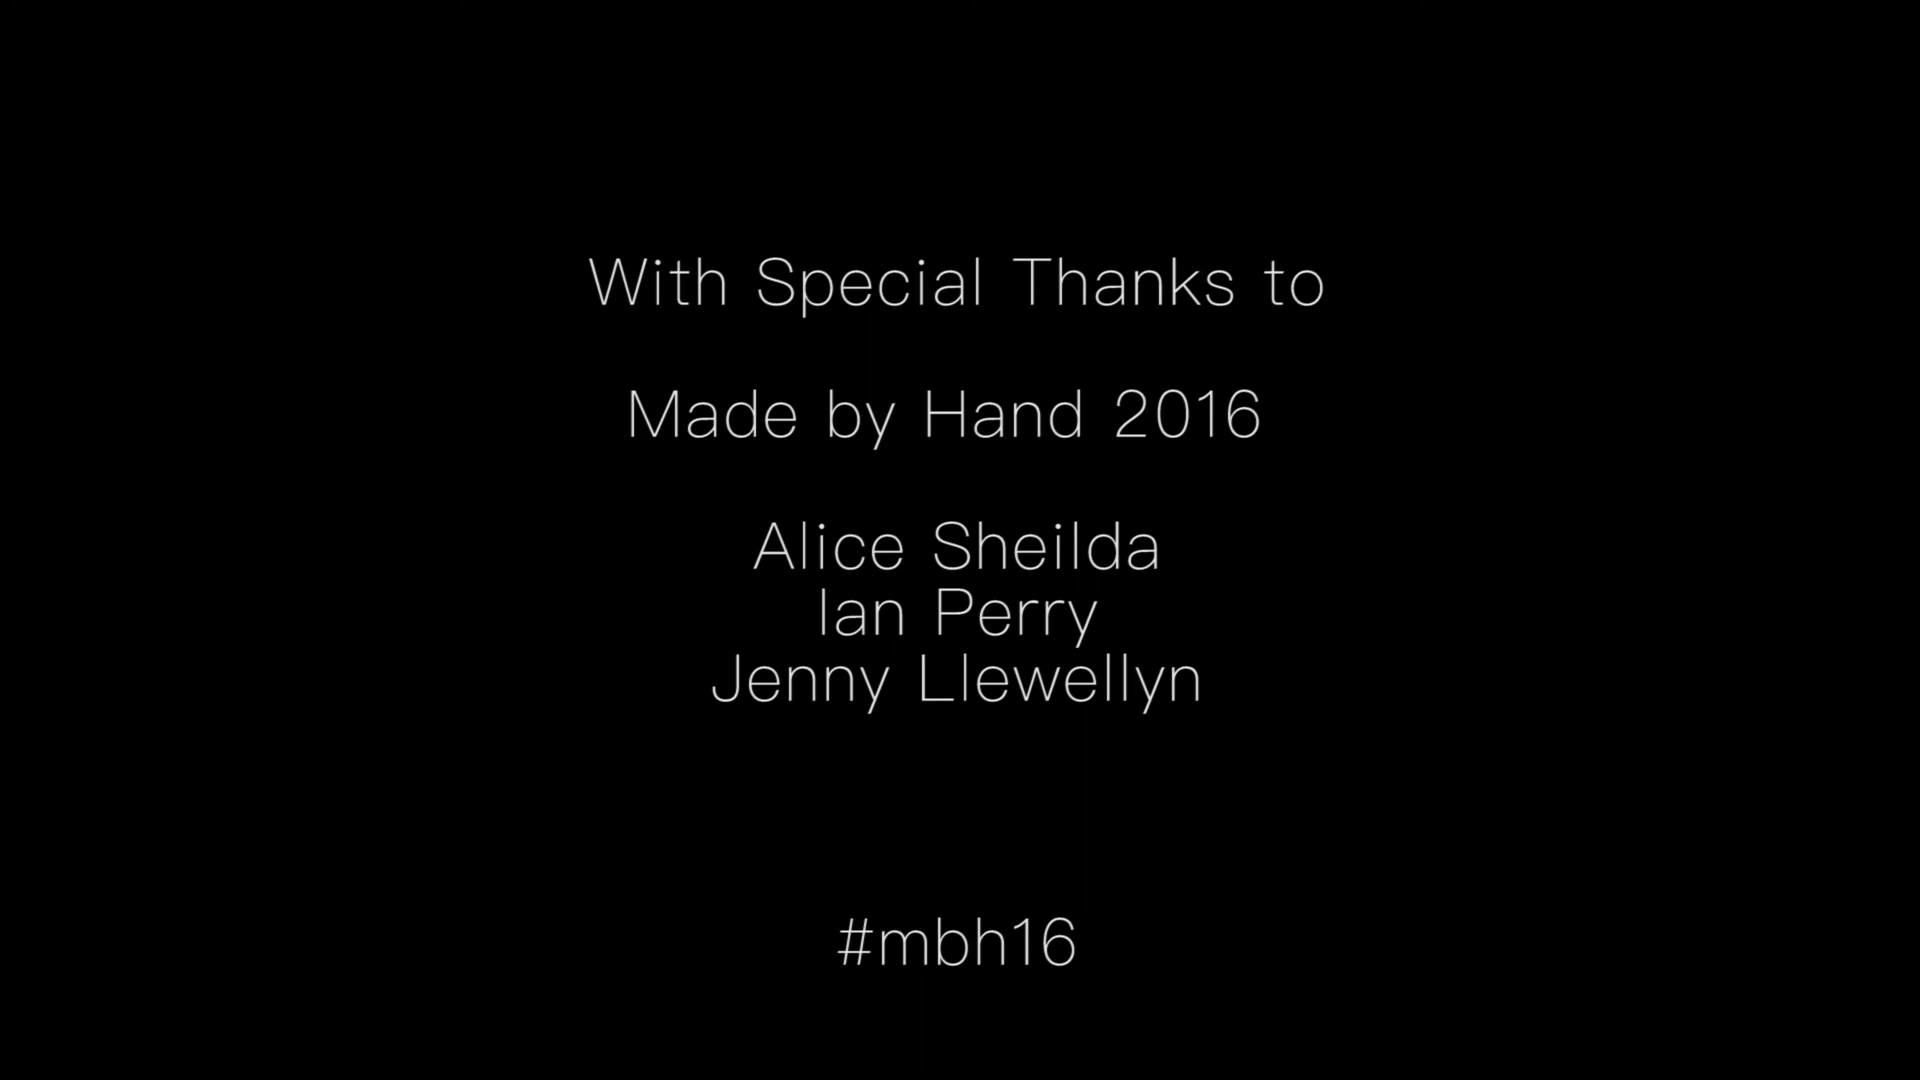 With Special Thanks to
Made by Hand 2016
Alice Sheilda
Ian Perry
Jenny Llewellyn
#mbh16